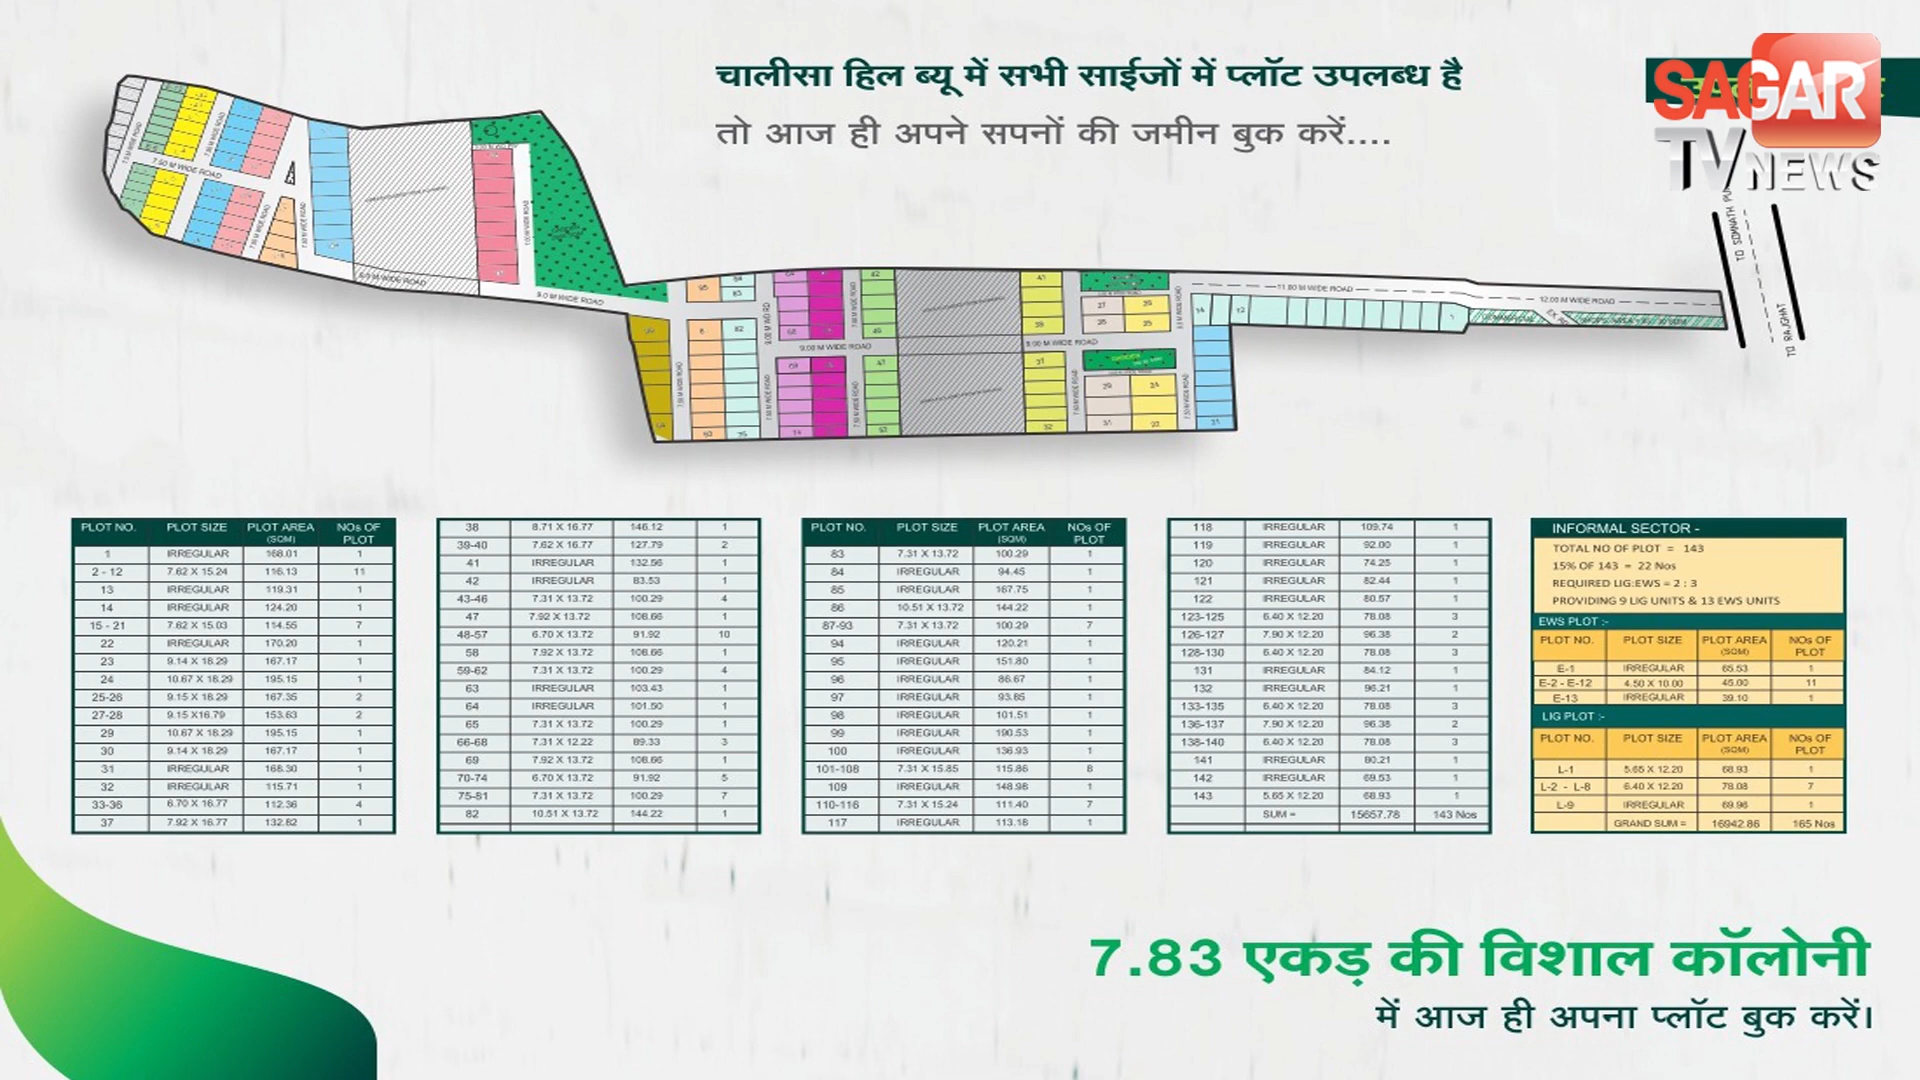 चालीसा हिल ब्यू में सभी साईजों में प्लॉट उपलब्ध है
तो आज ही अपने सपनों की जमीन बुक करें....
SAGAR
TV NEWS
7.50 M WIDE ROAD
9.0 M WIDE ROAD
9.0 M WIDE ROAD
9.00 M WIDE ROAD
9.00 M WIDE ROAD
11.00 M WIDE ROAD
12.00 M WIDE ROAD
TO RAJGHAT
PLOT NO. PLOT SIZE PLOT AREA (SQM) NOs OF PLOT
1 IRREGULAR 168.01 1
2 - 12 7.62 X 15.24 116.13 11
13 IRREGULAR 119.31 1
14 IRREGULAR 124.20 1
15 - 21 7.62 X 15.03 114.55 7
22 IRREGULAR 170.20 1
23 9.14 X 18.29 167.17 1
24 10.67 X 18.29 195.15 1
25-26 9.15 X 18.29 167.35 2
27-28 9.15 X16.79 153.63 2
29 10.67 X 18.29 195.15 1
30 9.14 X 18.29 167.17 1
31 IRREGULAR 168.30 1
32 IRREGULAR 115.71 1
33-36 6.70 X 16.77 112.36 4
37 7.92 X 16.77 132.82 1
38 8.71 X 16.77 146.12 1
39-40 7.62 X 16.77 127.79 2
41 IRREGULAR 132.56 1
42 IRREGULAR 83.53 1
43-46 7.31 X 13.72 100.29 4
47 7.92 X 13.72 108.66 1
48-57 6.70 X 13.72 91.92 10
58 7.92 X 13.72 108.66 1
59-62 7.31 X 13.72 100.29 4
63 IRREGULAR 103.43 1
64 IRREGULAR 101.50 1
65 7.31 X 13.72 100.29 1
66-68 7.31 X 12.22 89.33 3
69 7.92 X 13.72 108.66 1
70-74 6.70 X 13.72 91.92 5
75-81 7.31 X 13.72 100.29 7
82 10.51 X 13.72 144.22 1
PLOT NO. PLOT SIZE PLOT AREA (SQM) NOs OF PLOT
83 7.31 X 13.72 100.29 1
84 IRREGULAR 94.45 1
85 IRREGULAR 167.75 1
86 10.51 X 13.72 144.22 1
87-93 7.31 X 13.72 100.29 7
94 IRREGULAR 120.21 1
95 IRREGULAR 151.80 1
96 IRREGULAR 86.67 1
97 IRREGULAR 93.85 1
98 IRREGULAR 101.51 1
99 IRREGULAR 190.53 1
100 IRREGULAR 136.93 1
101-108 7.31 X 15.85 115.86 8
109 IRREGULAR 148.98 1
110-116 7.31 X 15.24 111.40 7
117 IRREGULAR 113.18 1
118 IRREGULAR 109.74 1
119 IRREGULAR 92.00 1
120 IRREGULAR 74.25 1
121 IRREGULAR 82.44 1
122 IRREGULAR 80.57 1
123-125 6.40 X 12.20 78.08 3
126-127 7.90 X 12.20 96.38 2
128-130 6.40 X 12.20 78.08 3
131 IRREGULAR 84.12 1
132 IRREGULAR 96.21 1
133-135 6.40 X 12.20 78.08 3
136-137 7.90 X 12.20 96.38 2
138-140 6.40 X 12.20 78.08 3
141 IRREGULAR 80.21 1
142 IRREGULAR 69.53 1
143 5.65 X 12.20 68.93 1
SUM = 15657.78 143 Nos
INFORMAL SECTOR -
TOTAL NO OF PLOT = 143
15% OF 143 = 22 Nos
REQUIRED LIG:EWS = 2 : 3
PROVIDING 9 LIG UNITS & 13 EWS UNITS
EWS PLOT :-
PLOT NO. PLOT SIZE PLOT AREA (SQM) NOs OF PLOT
E-1 IRREGULAR 65.53 1
E-2 - E-12 4.50 X 10.00 45.00 11
E-13 IRREGULAR 39.10 1
LIG PLOT :-
PLOT NO. PLOT SIZE PLOT AREA (SQM) NOs OF PLOT
L-1 5.65 X 12.20 68.93 1
L-2 - L-8 6.40 X 12.20 78.08 7
L-9 IRREGULAR 69.96 1
GRAND SUM = 16942.86 165 Nos
7.83 एकड़ की विशाल कॉलोनी
में आज ही अपना प्लॉट बुक करें।